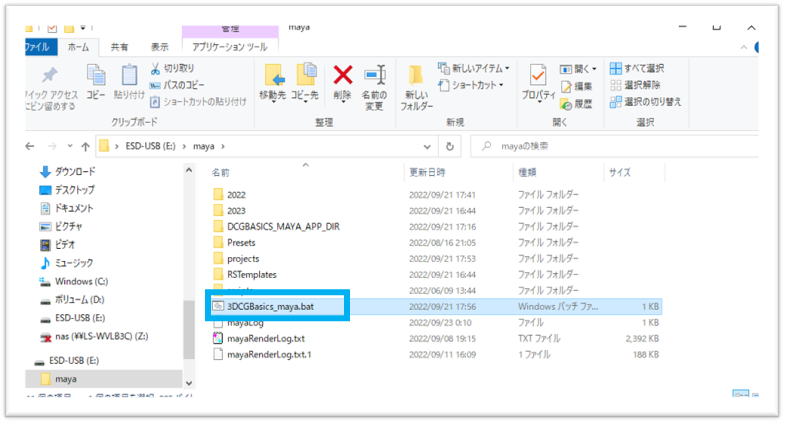 管理
maya
ファイル ホーム 共有 表示 アプリケーション ツール
クイック アクセス
にピン留めする
コピー
貼り付け
切り取り
パスのコピー
ショートカットの貼り付け
クリップボード
移動先
コピー先
削除
名前の
変更
整理
新しい
フォルダー
新しいアイテム
ショートカット
新規
プロパティ
開く
編集
履歴
開く
すべて選択
選択解除
選択の切り替え
選択
ESD-USB (E:) › maya ›
mayaの検索
ダウンロード
デスクトップ
ドキュメント
ピクチャ
ビデオ
ミュージック
Windows (C:)
ボリューム (D:)
ESD-USB (E:)
nas (¥¥LS-WVLB3C) (Z:)
ESD-USB (E:)
maya
名前 更新日時 種類 サイズ
2022 2022/09/21 17:41 ファイル フォルダー
2023 2022/09/21 16:44 ファイル フォルダー
DCGBASICS_MAYA_APP_DIR 2022/09/21 17:16 ファイル フォルダー
Presets 2022/08/16 21:05 ファイル フォルダー
projects 2022/09/21 17:53 ファイル フォルダー
RSTemplates 2022/09/21 16:44 ファイル フォルダー
2022/06/09 13:44 ファイル フォルダー
3DCGBasics_maya.bat 2022/09/21 17:56 Windows バッチ ファ... 1 KB
mayaLog 2022/09/23 0:10 ファイル 1 KB
mayaRenderLog.txt 2022/09/08 19:15 TXT ファイル 2,392 KB
mayaRenderLog.txt.1 2022/09/11 16:09 1 ファイル 188 KB